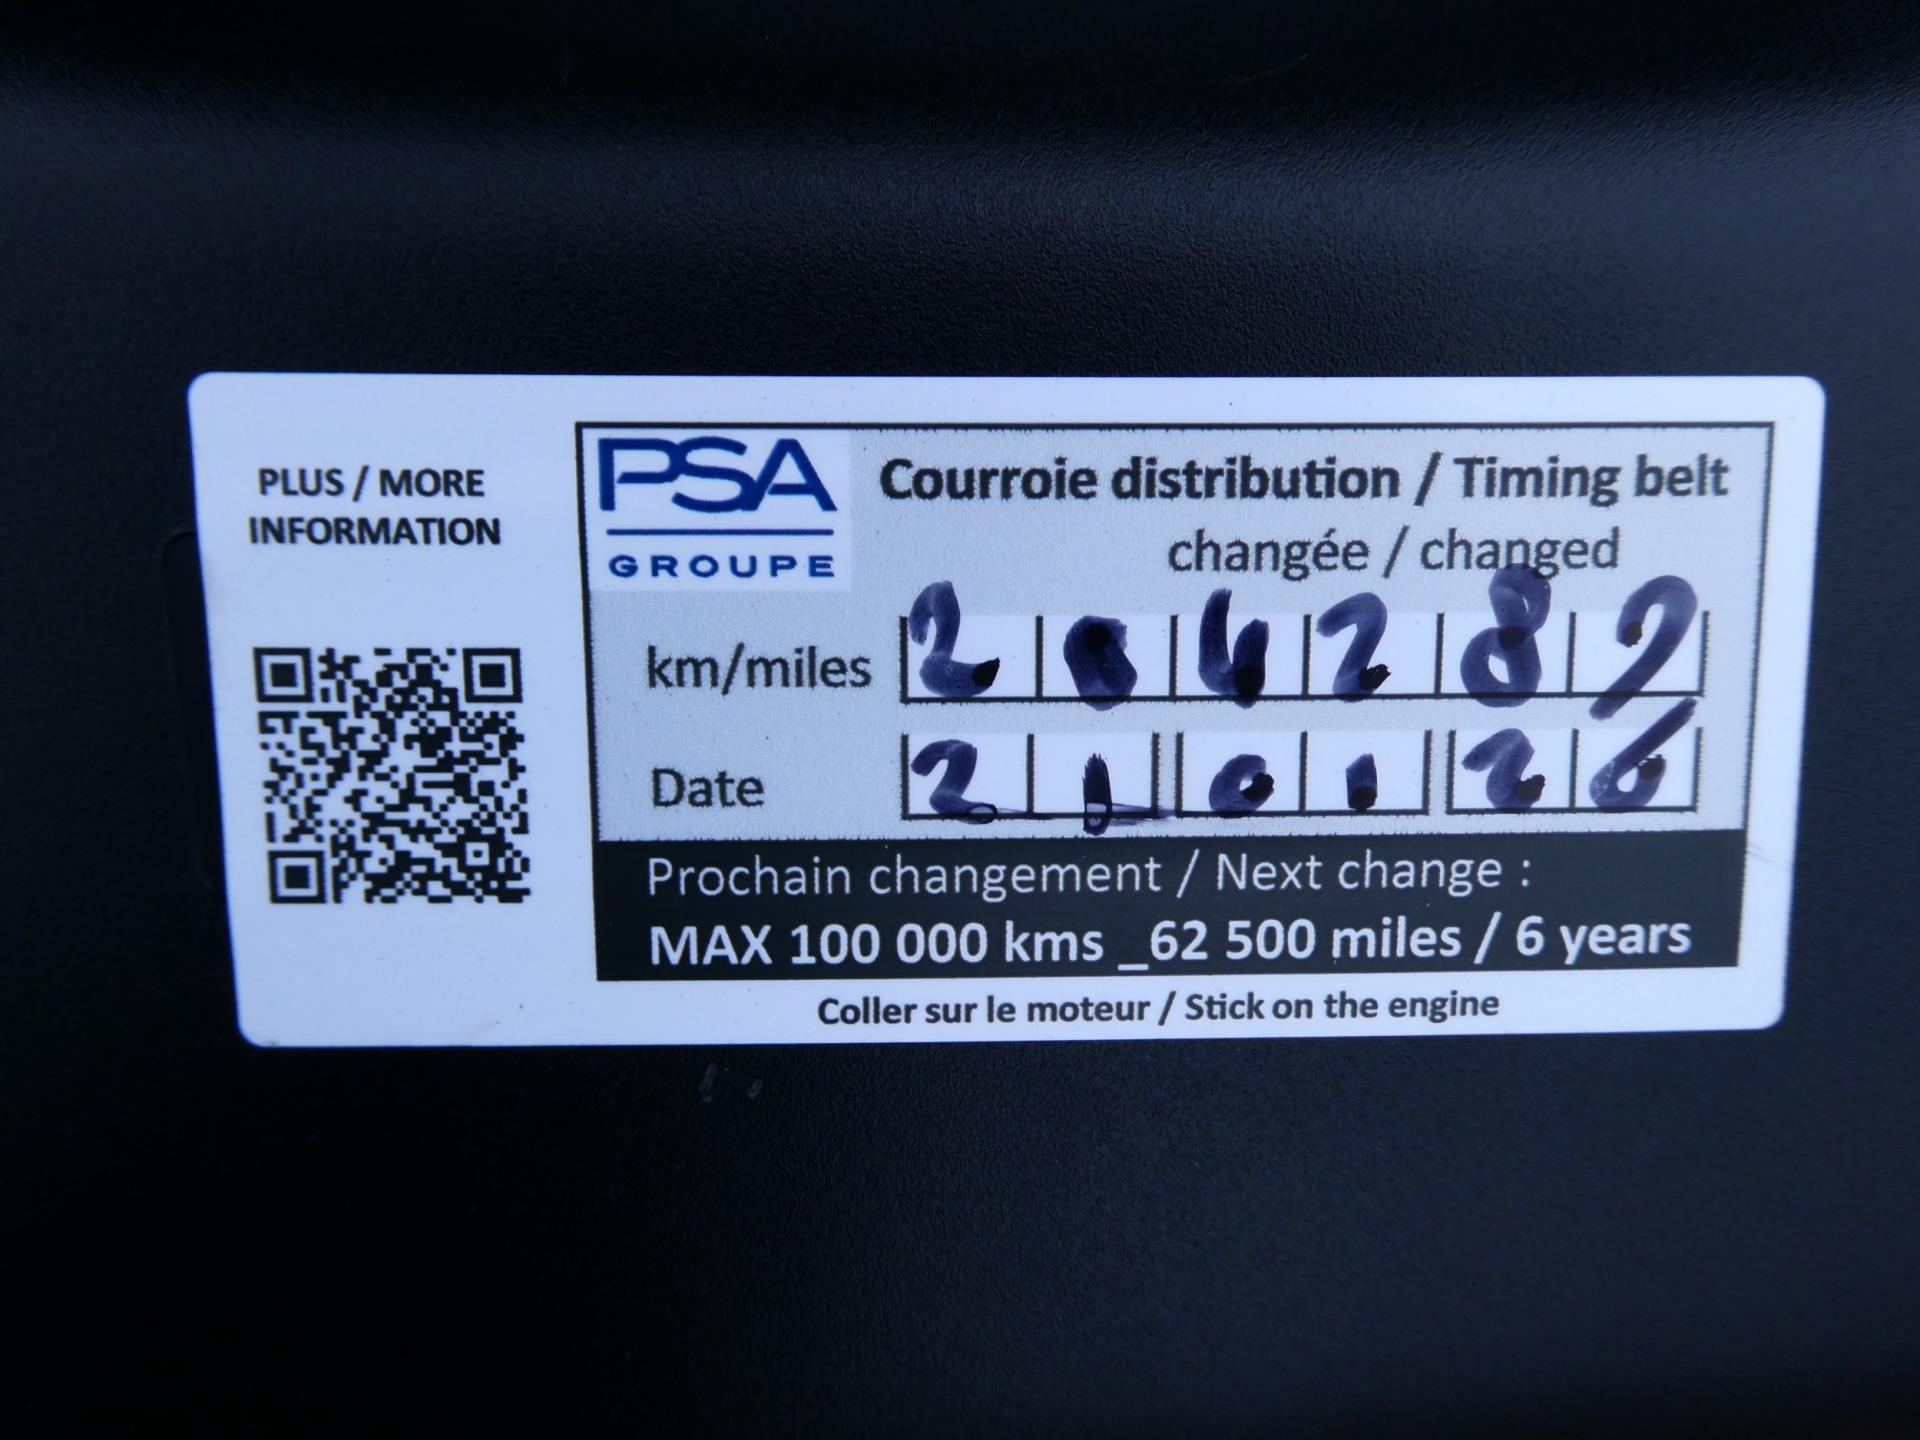 PLUS / MORE
INFORMATION
PSA
GROUPE
Courroie distribution / Timing belt
changée / changed
km/miles 204289
Date 21 01 26
Prochain changement / Next change :
MAX 100 000 kms _62 500 miles / 6 years
Coller sur le moteur / Stick on the engine